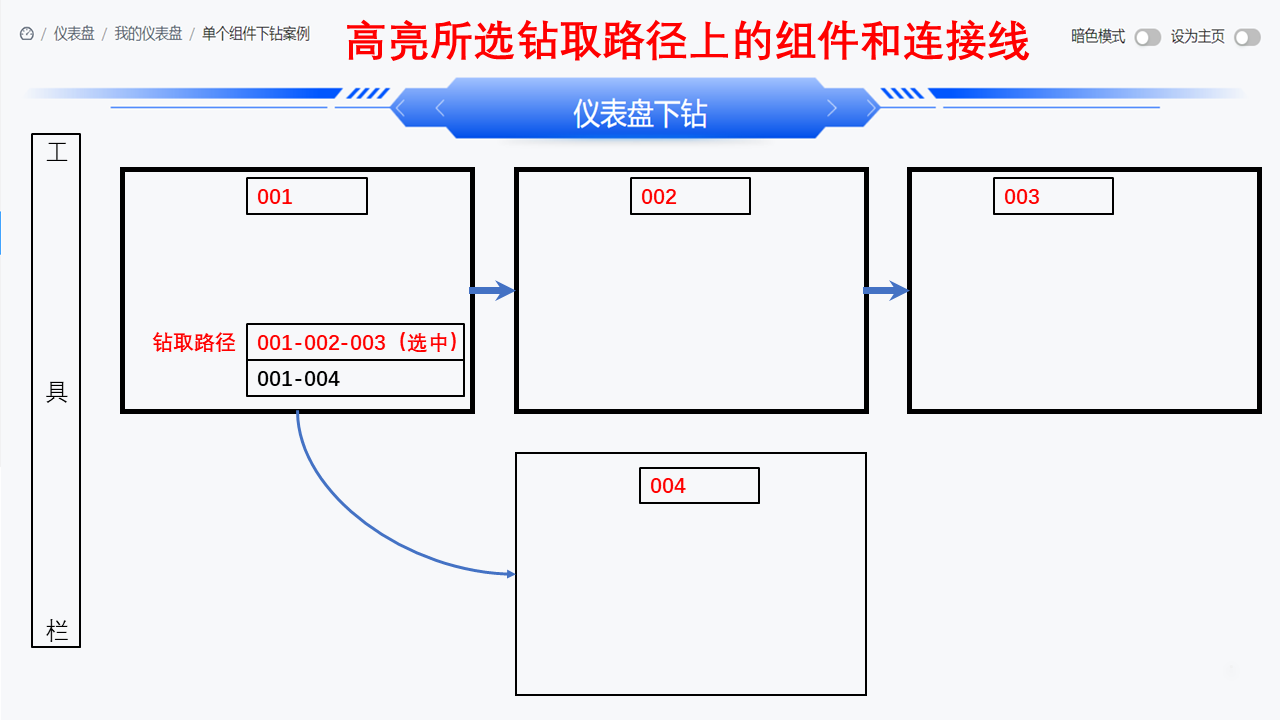 / 仪表盘 / 我的仪表盘 / 单个组件下钻案例
高亮所选钻取路径上的组件和连接线
暗色模式 设为主页
仪表盘下钻
工
具
栏
001
002
003
钻取路径
001-002-003（选中）
001-004
004